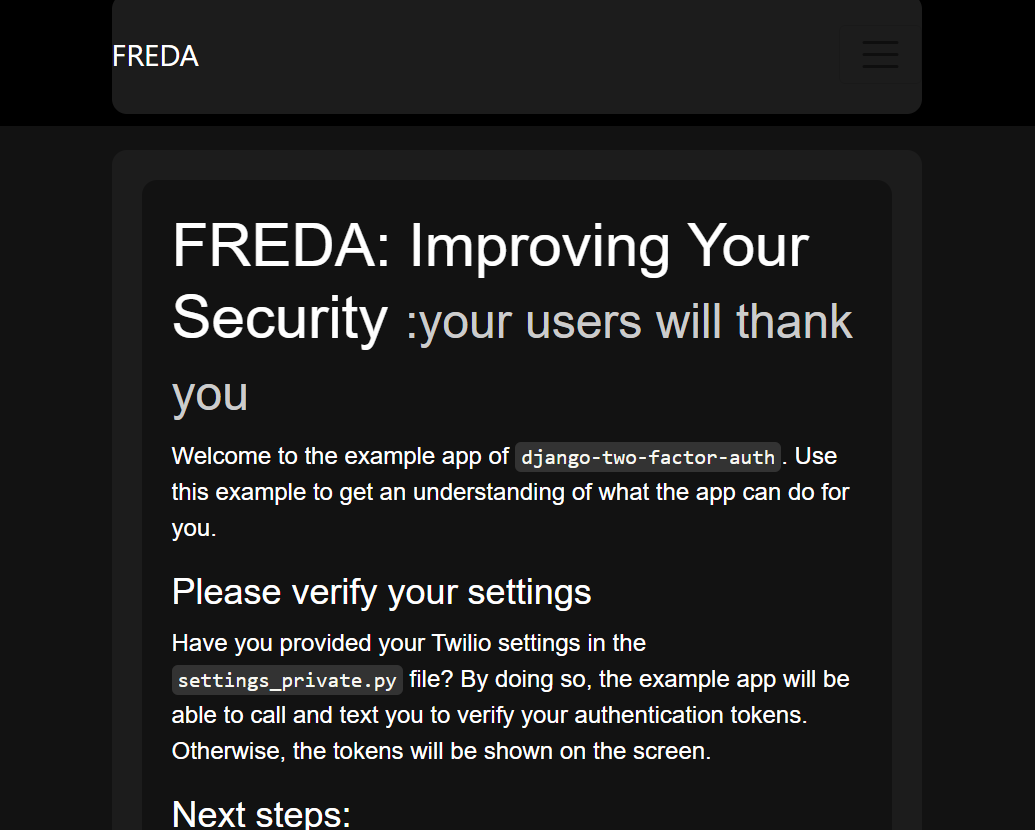 FREDA
FREDA: Improving Your
Security :your users will thank
you
Welcome to the example app of django-two-factor-auth. Use
this example to get an understanding of what the app can do for
you.
Please verify your settings
Have you provided your Twilio settings in the
settings_private.py file? By doing so, the example app will be
able to call and text you to verify your authentication tokens.
Otherwise, the tokens will be shown on the screen.
Next steps: